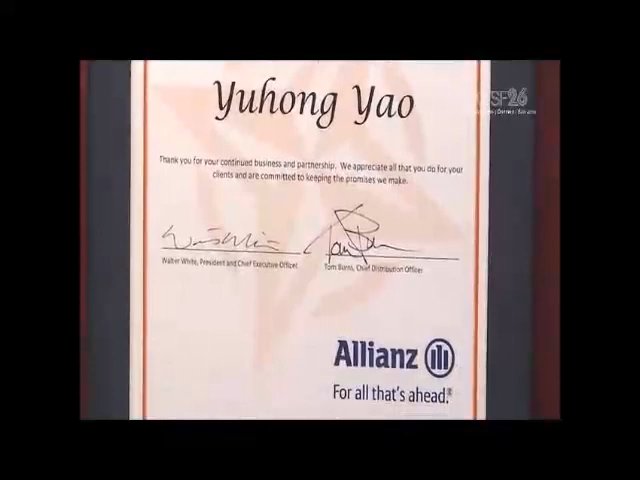 Yuhong Yao
Thank you for your continued business and partnership. We appreciate all that you do for your
clients and are committed to keeping the promises we make.
Walter White, President and Chief Executive Officer
Tom Burns, Chief Distribution Officer
Allianz
For all that's ahead.®